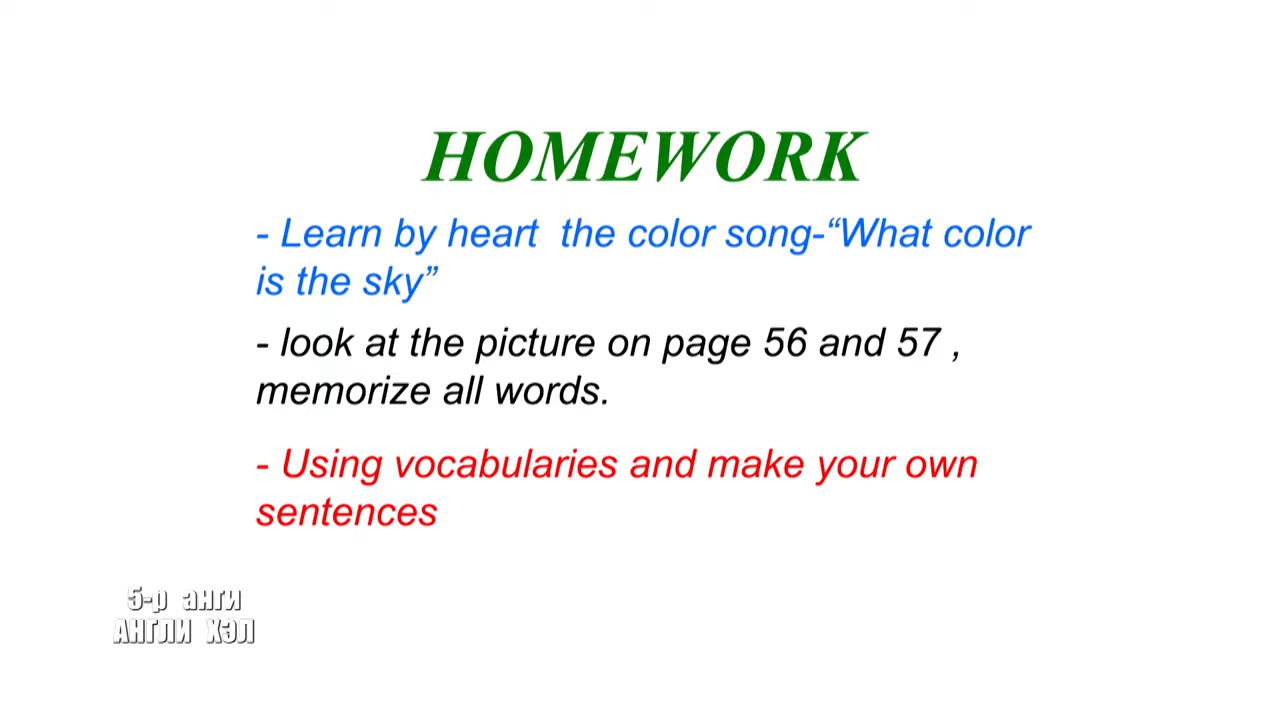 HOMEWORK
- Learn by heart the color song-“What color
is the sky”
- look at the picture on page 56 and 57 ,
memorize all words.
- Using vocabularies and make your own
sentences
5-р анги
АНГЛИ ХЭЛ